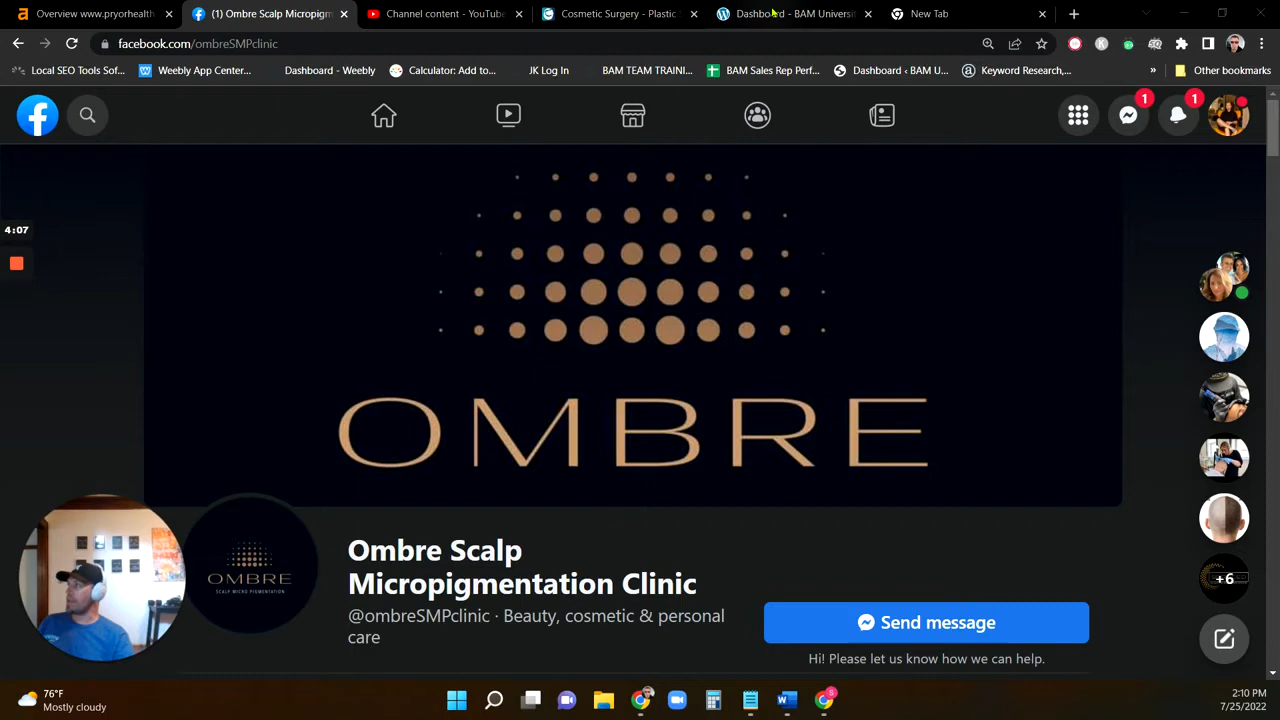 Overview www.pryorhealth
(1) Ombre Scalp Micropigm
Channel content - YouTube
Cosmetic Surgery - Plastic
Dashboard - BAM Universit
New Tab
facebook.com/ombreSMPclinic
Local SEO Tools Sof...
Weebly App Center...
Dashboard - Weebly
Calculator: Add to...
JK Log In
BAM TEAM TRAINI...
BAM Sales Rep Perf...
Dashboard ‹ BAM U...
Keyword Research,...
»
Other bookmarks
1
1
4:07
OMBRE
OMBRE
SCALP MICRO PIGMENTATION
Ombre Scalp
Micropigmentation Clinic
@ombreSMPclinic · Beauty, cosmetic & personal
care
Send message
Hi! Please let us know how we can help.
+6
76°F
Mostly cloudy
2:10 PM
7/25/2022